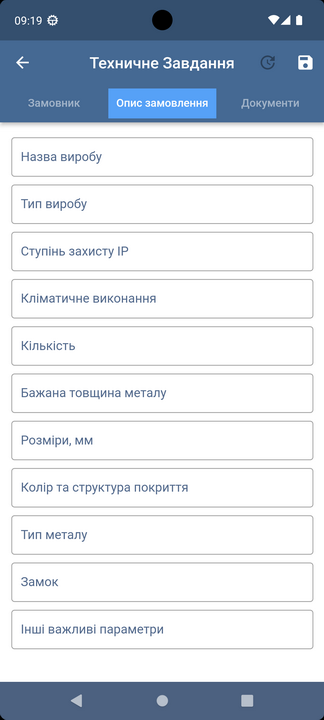 09:19
Техничне Завдання
Замовник
Опис замовлення
Документи
Назва виробу
Тип виробу
Ступінь захисту IP
Кліматичне виконання
Кількість
Бажана товщина металу
Розміри, мм
Колір та структура покриття
Тип металу
Замок
Інші важливі параметри